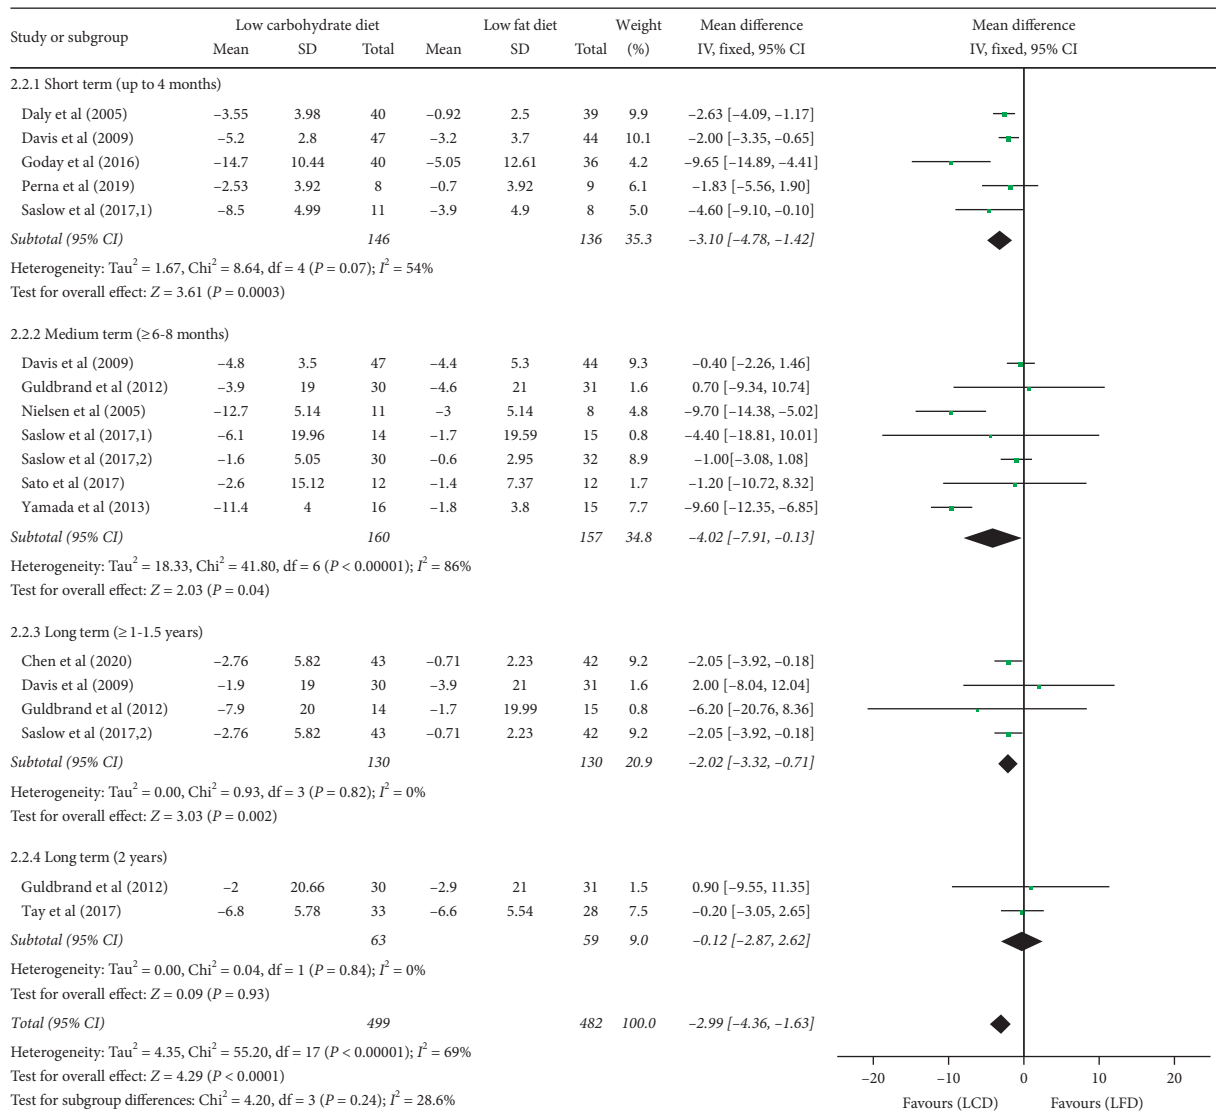 Study or subgroup Low carbohydrate diet Low fat diet Weight Mean difference Mean difference
Mean SD Total Mean SD Total (%) IV, fixed, 95% CI IV, fixed, 95% CI
2.2.1 Short term (up to 4 months)
Daly et al (2005) –3.55 3.98 40 –0.92 2.5 39 9.9 –2.63 [–4.09, –1.17]
Davis et al (2009) –5.2 2.8 47 –3.2 3.7 44 10.1 –2.00 [–3.35, –0.65]
Goday et al (2016) –14.7 10.44 40 –5.05 12.61 36 4.2 –9.65 [–14.89, –4.41]
Perna et al (2019) –2.53 3.92 8 –0.7 3.92 9 6.1 –1.83 [–5.56, 1.90]
Saslow et al (2017,1) –8.5 4.99 11 –3.9 4.9 8 5.0 –4.60 [–9.10, –0.10]
Subtotal (95% CI) 146 136 35.3 –3.10 [–4.78, –1.42]
Heterogeneity: Tau² = 1.67, Chi² = 8.64, df = 4 (P = 0.07); I² = 54%
Test for overall effect: Z = 3.61 (P = 0.0003)
2.2.2 Medium term (≥6-8 months)
Davis et al (2009) –4.8 3.5 47 –4.4 5.3 44 9.3 –0.40 [–2.26, 1.46]
Guldbrand et al (2012) –3.9 19 30 –4.6 21 31 1.6 0.70 [–9.34, 10.74]
Nielsen et al (2005) –12.7 5.14 11 –3 5.14 8 4.8 –9.70 [–14.38, –5.02]
Saslow et al (2017,1) –6.1 19.96 14 –1.7 19.59 15 0.8 –4.40 [–18.81, 10.01]
Saslow et al (2017,2) –1.6 5.05 30 –0.6 2.95 32 8.9 –1.00[–3.08, 1.08]
Sato et al (2017) –2.6 15.12 12 –1.4 7.37 12 1.7 –1.20 [–10.72, 8.32]
Yamada et al (2013) –11.4 4 16 –1.8 3.8 15 7.7 –9.60 [–12.35, –6.85]
Subtotal (95% CI) 160 157 34.8 –4.02 [–7.91, –0.13]
Heterogeneity: Tau² = 18.33, Chi² = 41.80, df = 6 (P < 0.00001); I² = 86%
Test for overall effect: Z = 2.03 (P = 0.04)
2.2.3 Long term (≥1-1.5 years)
Chen et al (2020) –2.76 5.82 43 –0.71 2.23 42 9.2 –2.05 [–3.92, –0.18]
Davis et al (2009) –1.9 19 30 –3.9 21 31 1.6 2.00 [–8.04, 12.04]
Guldbrand et al (2012) –7.9 20 14 –1.7 19.99 15 0.8 –6.20 [–20.76, 8.36]
Saslow et al (2017,2) –2.76 5.82 43 –0.71 2.23 42 9.2 –2.05 [–3.92, –0.18]
Subtotal (95% CI) 130 130 20.9 –2.02 [–3.32, –0.71]
Heterogeneity: Tau² = 0.00, Chi² = 0.93, df = 3 (P = 0.82); I² = 0%
Test for overall effect: Z = 3.03 (P = 0.002)
2.2.4 Long term (2 years)
Guldbrand et al (2012) –2 20.66 30 –2.9 21 31 1.5 0.90 [–9.55, 11.35]
Tay et al (2017) –6.8 5.78 33 –6.6 5.54 28 7.5 –0.20 [–3.05, 2.65]
Subtotal (95% CI) 63 59 9.0 –0.12 [–2.87, 2.62]
Heterogeneity: Tau² = 0.00, Chi² = 0.04, df = 1 (P = 0.84); I² = 0%
Test for overall effect: Z = 0.09 (P = 0.93)
Total (95% CI) 499 482 100.0 –2.99 [–4.36, –1.63]
Heterogeneity: Tau² = 4.35, Chi² = 55.20, df = 17 (P < 0.00001); I² = 69%
Test for overall effect: Z = 4.29 (P < 0.0001)
Test for subgroup differences: Chi² = 4.20, df = 3 (P = 0.24); I² = 28.6%
–20 –10 0 10 20
Favours (LCD) Favours (LFD)